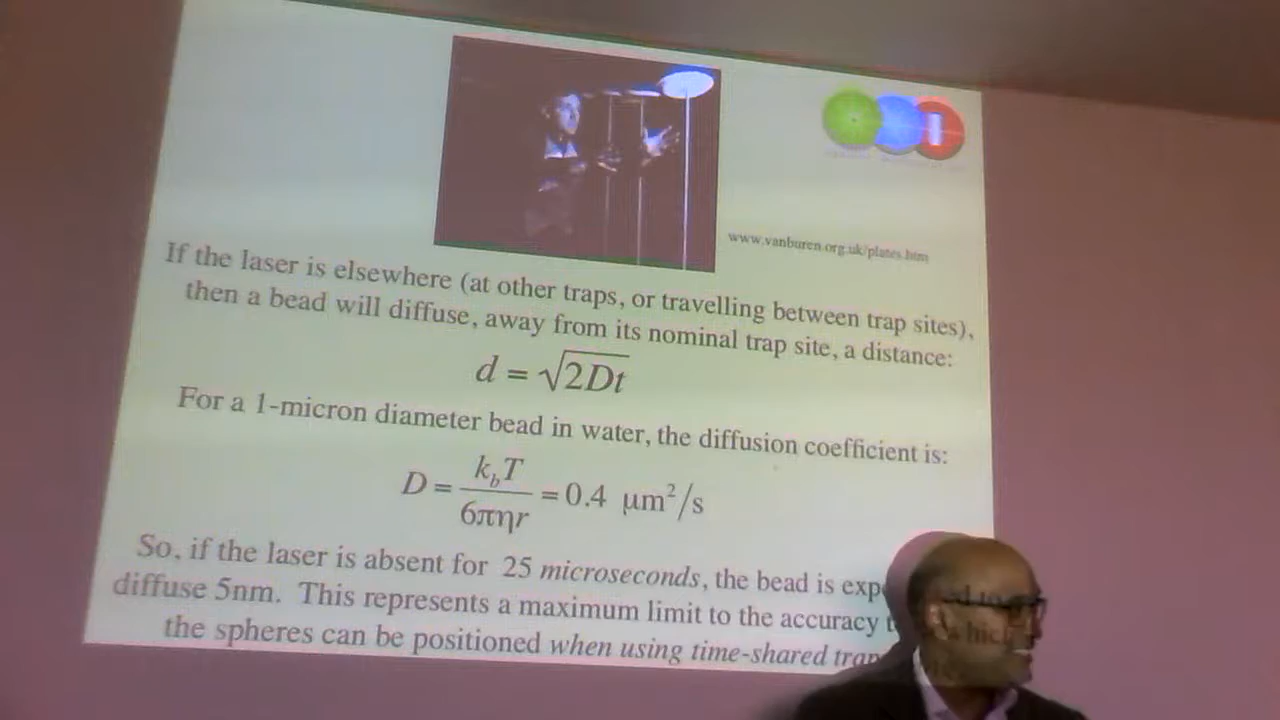 www.vanburen.org.uk/plates.htm
If the laser is elsewhere (at other traps, or travelling between trap sites),
then a bead will diffuse, away from its nominal trap site, a distance:
d = √2Dt
For a 1-micron diameter bead in water, the diffusion coefficient is:
D = k_bT / 6πηr = 0.4 μm²/s
So, if the laser is absent for 25 microseconds, the bead is expected to
diffuse 5nm. This represents a maximum limit to the accuracy to which
the spheres can be positioned when using time-shared